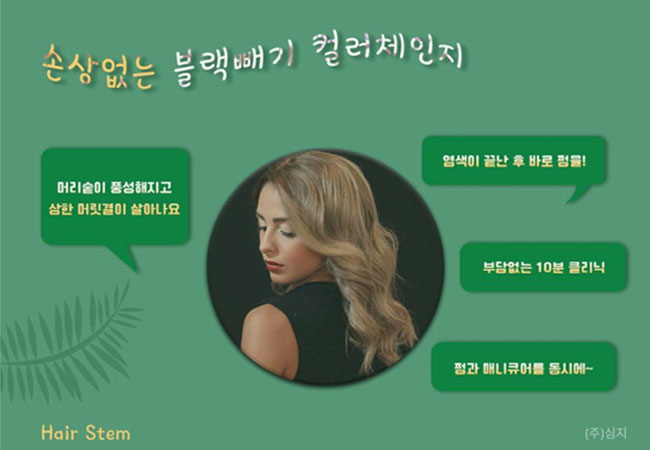 손상없는 블랙빼기 컬러체인지
머리숱이 풍성해지고
상한 머릿결이 살아나요
염색이 끝난 후 바로 펌을!
부담없는 10분 클리닉
펌과 매니큐어를 동시에~
Hair Stem
(주)심지